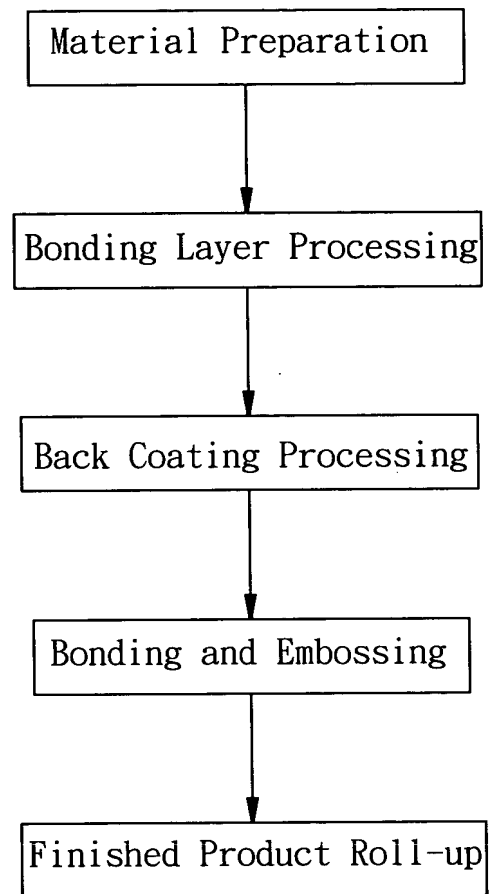 Material Preparation
Bonding Layer Processing
Back Coating Processing
Bonding and Embossing
Finished Product Roll-up